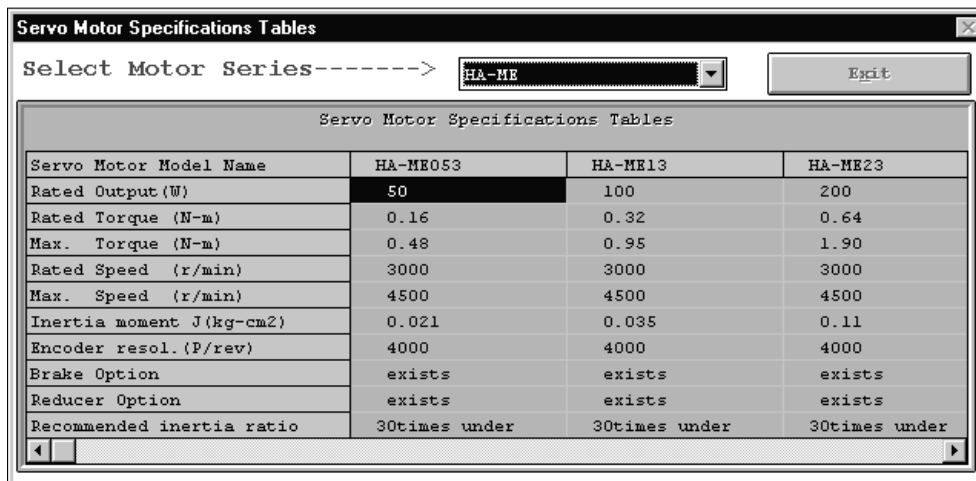 Servo Motor Specifications Tables
Select Motor Series-------> HA-ME Exit
Servo Motor Specifications Tables
Servo Motor Model Name HA-ME053 HA-ME13 HA-ME23
Rated Output(W) 50 100 200
Rated Torque (N-m) 0.16 0.32 0.64
Max. Torque (N-m) 0.48 0.95 1.90
Rated Speed (r/min) 3000 3000 3000
Max. Speed (r/min) 4500 4500 4500
Inertia moment J(kg-cm2) 0.021 0.035 0.11
Encoder resol.(P/rev) 4000 4000 4000
Brake Option exists exists exists
Reducer Option exists exists exists
Recommended inertia ratio 30times under 30times under 30times under